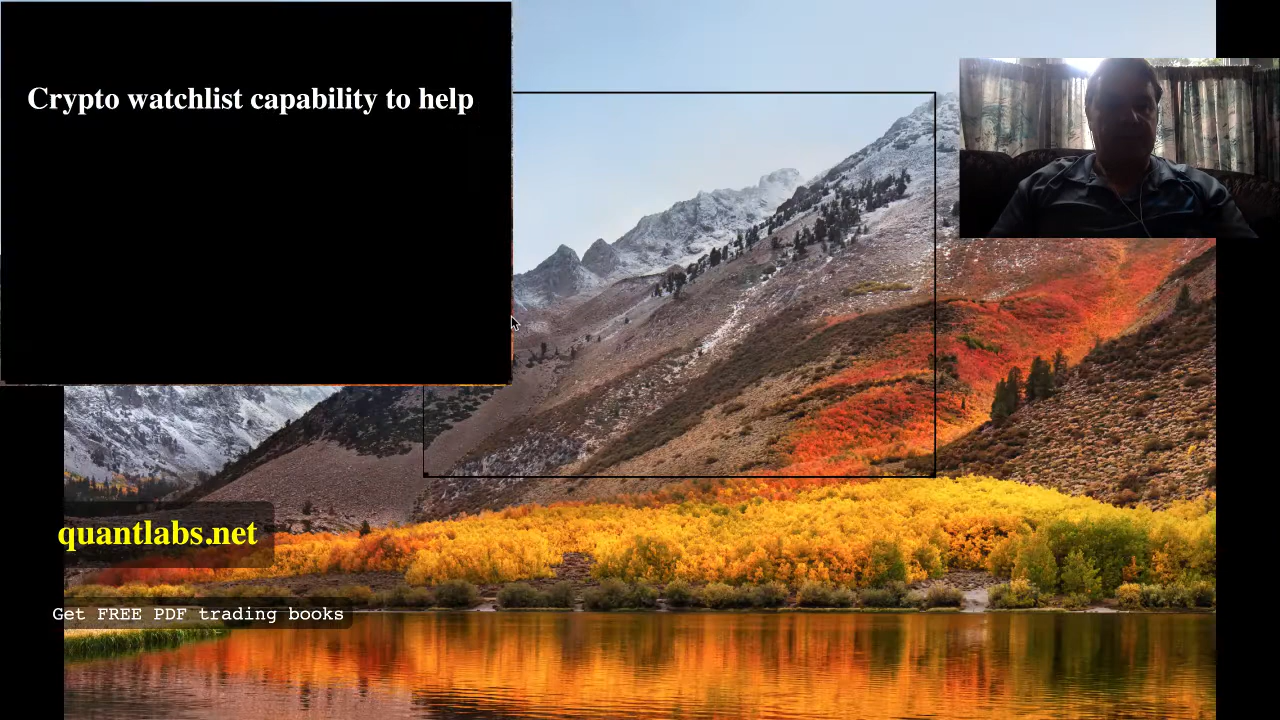 Crypto watchlist capability to help
quantlabs.net
Get FREE PDF trading books